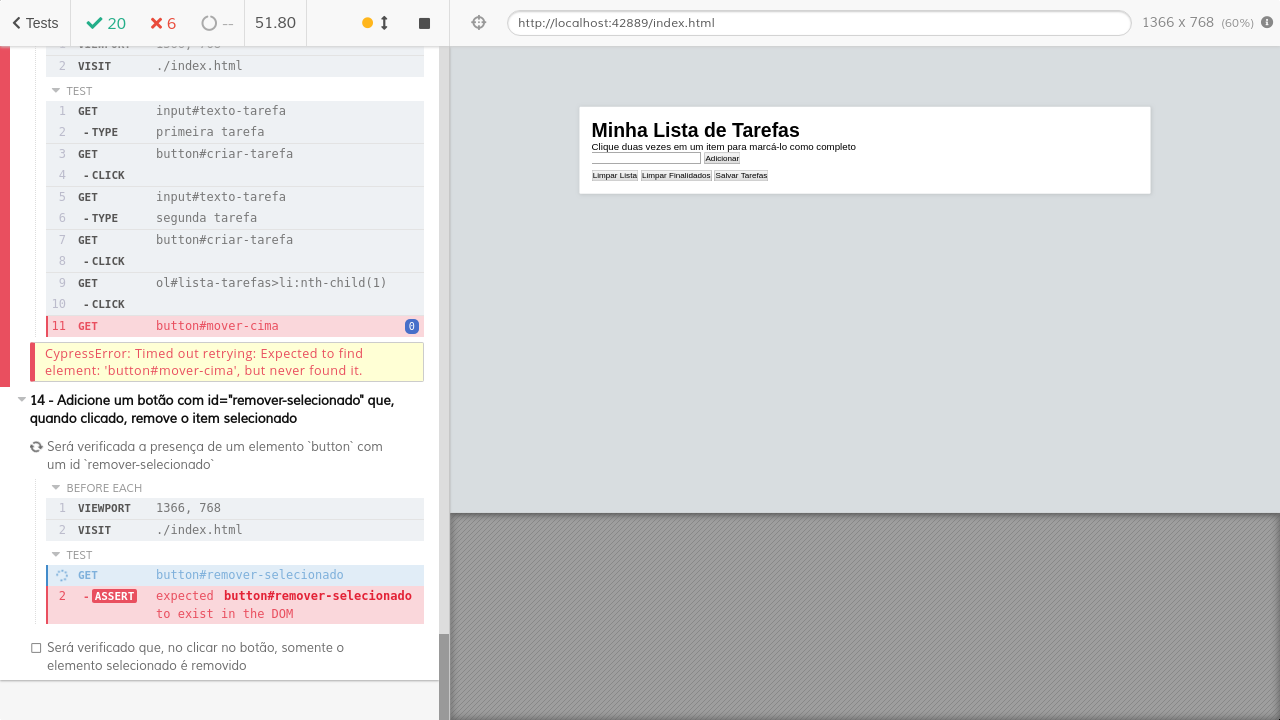 Tests
20
6
--
51.80
http://localhost:42889/index.html
1366 x 768 (60%)
1 VIEWPORT 1366, 768
2 VISIT ./index.html
TEST
1 GET input#texto-tarefa
2 -TYPE primeira tarefa
3 GET button#criar-tarefa
4 -CLICK
5 GET input#texto-tarefa
6 -TYPE segunda tarefa
7 GET button#criar-tarefa
8 -CLICK
9 GET ol#lista-tarefas>li:nth-child(1)
10 -CLICK
11 GET button#mover-cima 0
CypressError: Timed out retrying: Expected to find
element: 'button#mover-cima', but never found it.
14 - Adicione um botão com id="remover-selecionado" que,
quando clicado, remove o item selecionado
Será verificada a presença de um elemento `button` com
um id `remover-selecionado`
BEFORE EACH
1 VIEWPORT 1366, 768
2 VISIT ./index.html
TEST
GET button#remover-selecionado
2 -ASSERT expected button#remover-selecionado
to exist in the DOM
Será verificado que, no clicar no botão, somente o
elemento selecionado é removido
Minha Lista de Tarefas
Clique duas vezes em um item para marcá-lo como completo
Adicionar
Limpar Lista Limpar Finalizados Salvar Tarefas